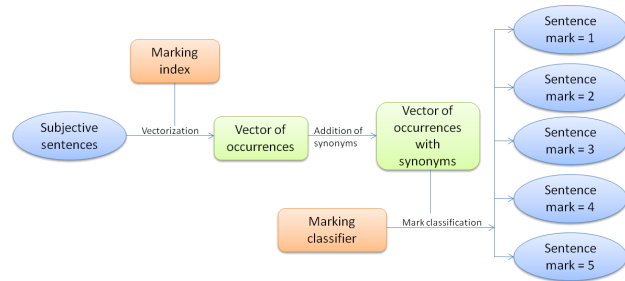 Marking
index
Subjective
sentences
Vectorization
Vector of
occurrences
Addition of
synonyms
Vector of
occurrences
with
synonyms
Marking
classifier
Mark classification
Sentence
mark = 1
Sentence
mark = 2
Sentence
mark = 3
Sentence
mark = 4
Sentence
mark = 5